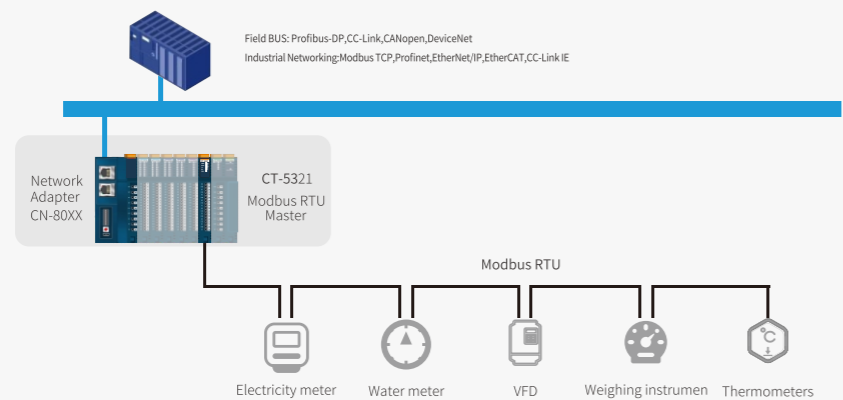 Field BUS: Profibus-DP,CC-Link,CANopen,DeviceNet
Industrial Networking:Modbus TCP,Profinet,EtherNet/IP,EtherCAT,CC-Link IE
Network
Adapter
CN-80XX
CT-5321
Modbus RTU
Master
Modbus RTU
°C
Electricity meter
Water meter
VFD
Weighing instrumen
Thermometers